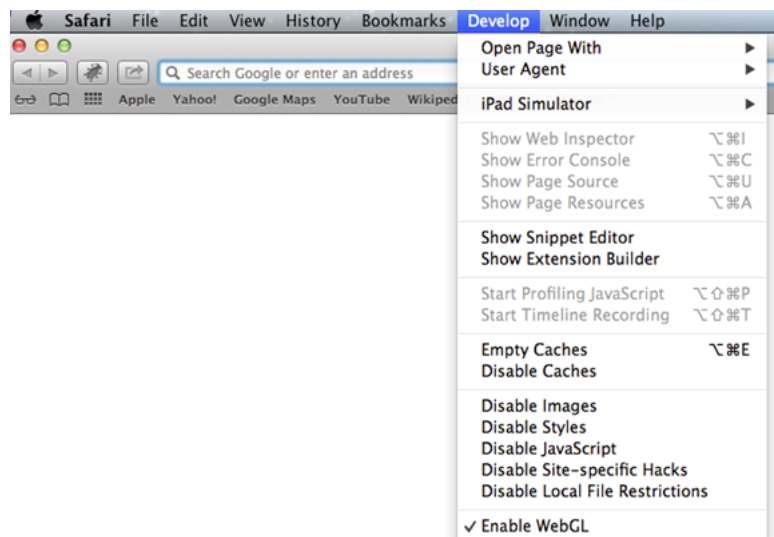 Safari File Edit View History Bookmarks Develop Window Help
Search Google or enter an address
Apple Yahoo! Google Maps YouTube Wikiped
Open Page With
User Agent
iPad Simulator
Show Web Inspector ⌥⌘I
Show Error Console ⌥⌘C
Show Page Source ⌥⌘U
Show Page Resources ⌥⌘A
Show Snippet Editor
Show Extension Builder
Start Profiling JavaScript ⌥⇧⌘P
Start Timeline Recording ⌥⇧⌘T
Empty Caches ⌥⌘E
Disable Caches
Disable Images
Disable Styles
Disable JavaScript
Disable Site-specific Hacks
Disable Local File Restrictions
✓ Enable WebGL